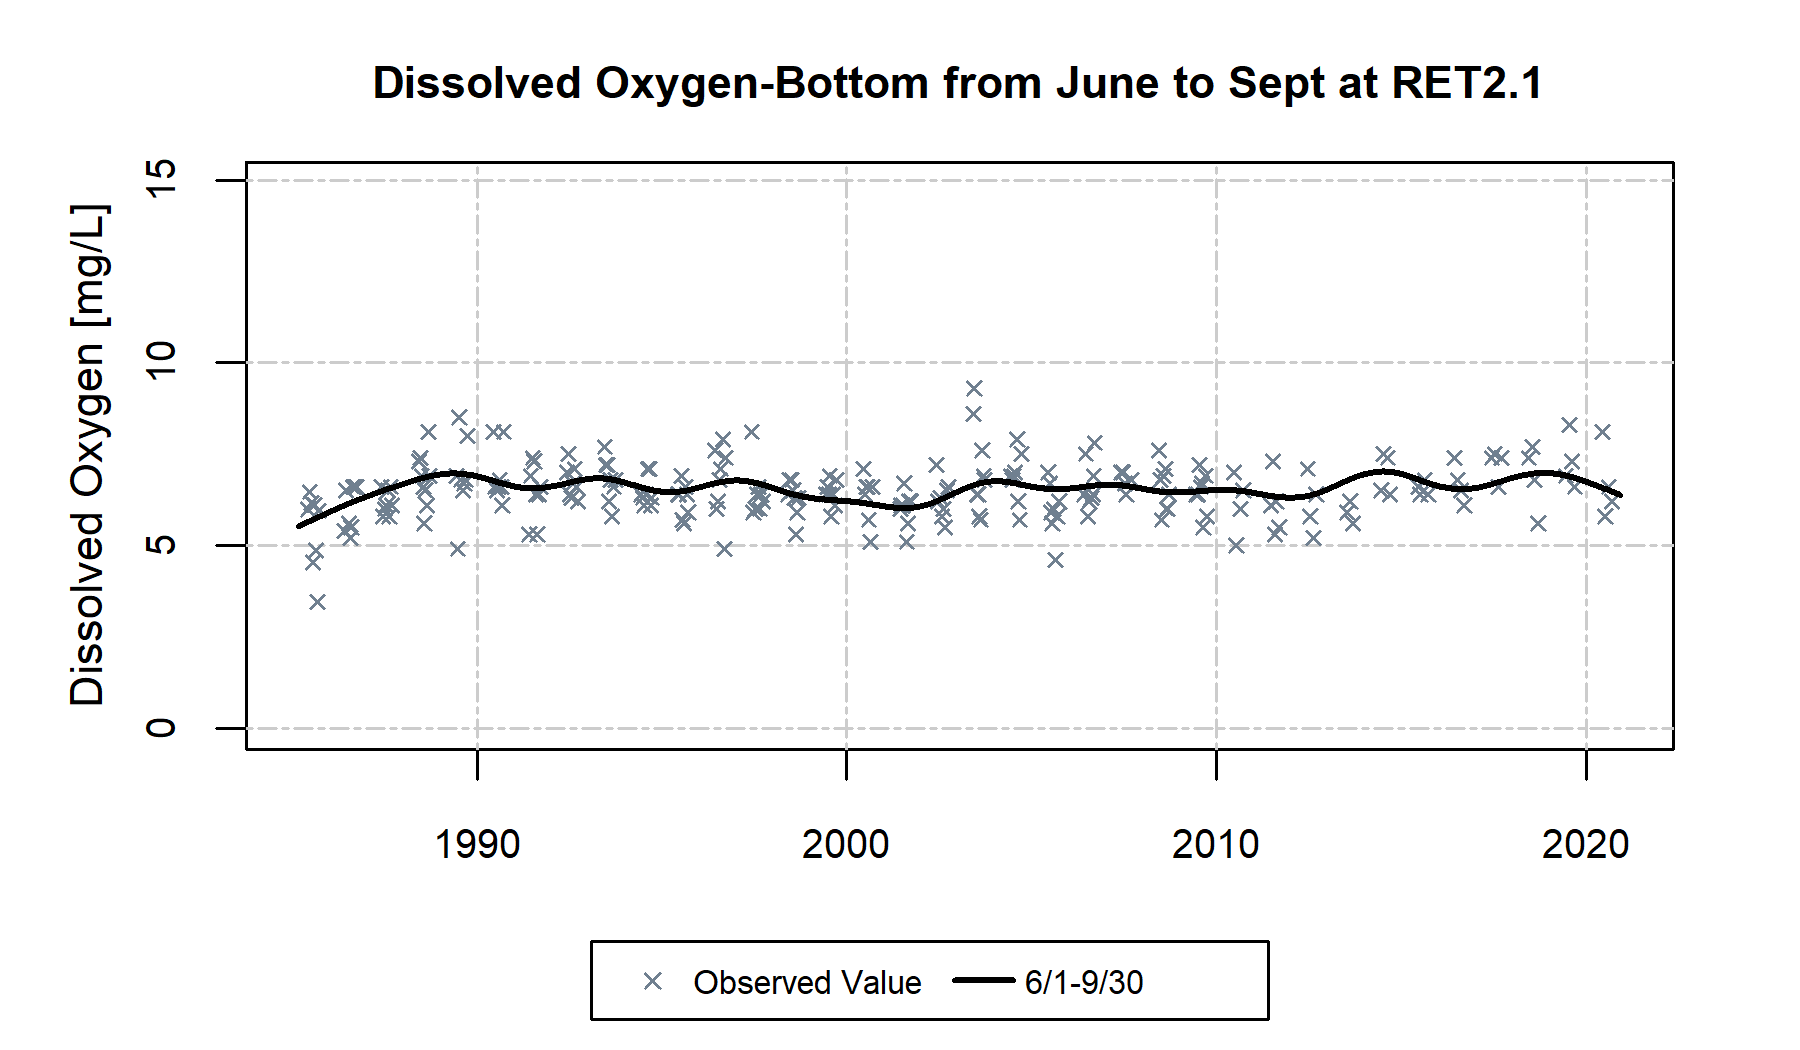 Dissolved Oxygen-Bottom from June to Sept at RET2.1
Dissolved Oxygen [mg/L]
15
10
5
0
1990 2000 2010 2020
Observed Value 6/1-9/30